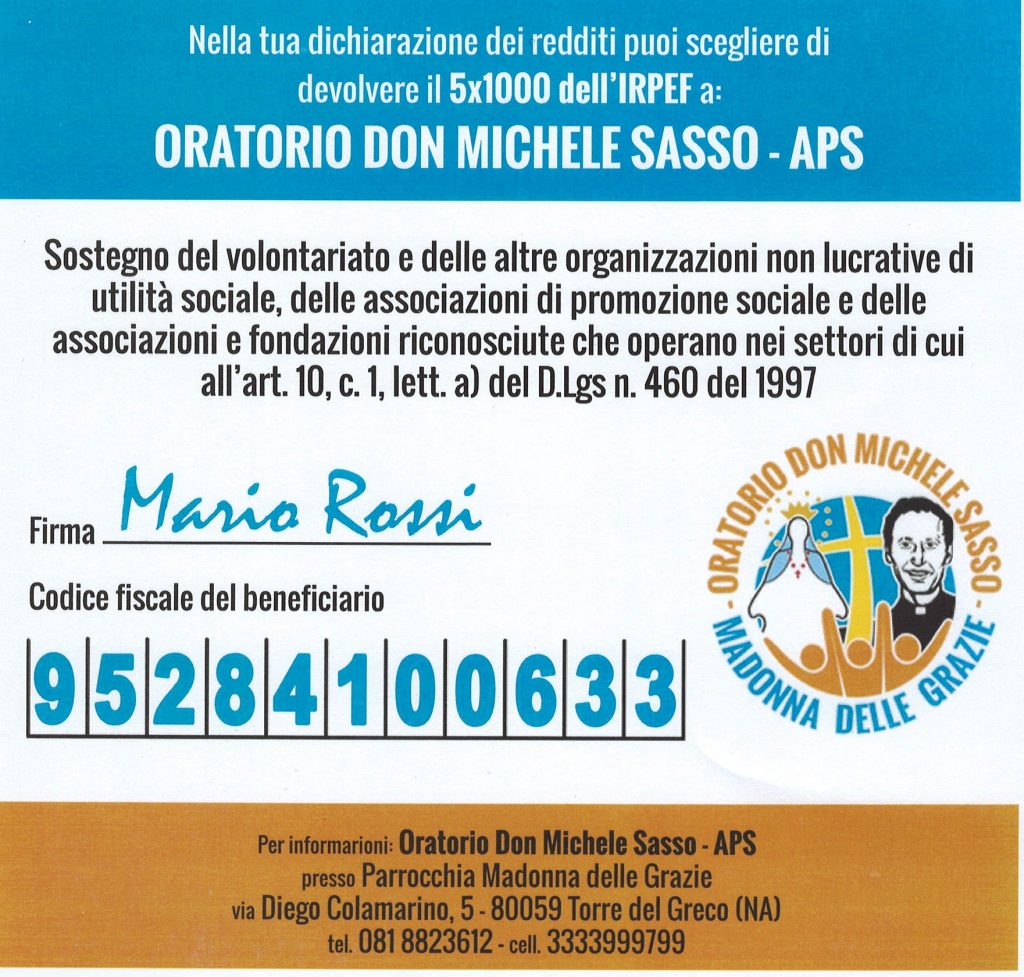 Nella tua dichiarazione dei redditi puoi scegliere di
devolvere il 5x1000 dell'IRPEF a:
ORATORIO DON MICHELE SASSO - APS
Sostegno del volontariato e delle altre organizzazioni non lucrative di
utilità sociale, delle associazioni di promozione sociale e delle
associazioni e fondazioni riconosciute che operano nei settori di cui
all'art. 10, c. 1, lett. a) del D.Lgs n. 460 del 1997
Firma Mario Rossi
Codice fiscale del beneficiario
95284100633
- ORATORIO DON MICHELE SASSO -
MADONNA DELLE GRAZIE
Per informarioni: Oratorio Don Michele Sasso - APS
presso Parrocchia Madonna delle Grazie
via Diego Colamarino, 5 - 80059 Torre del Greco (NA)
tel. 081 8823612 - cell. 3333999799